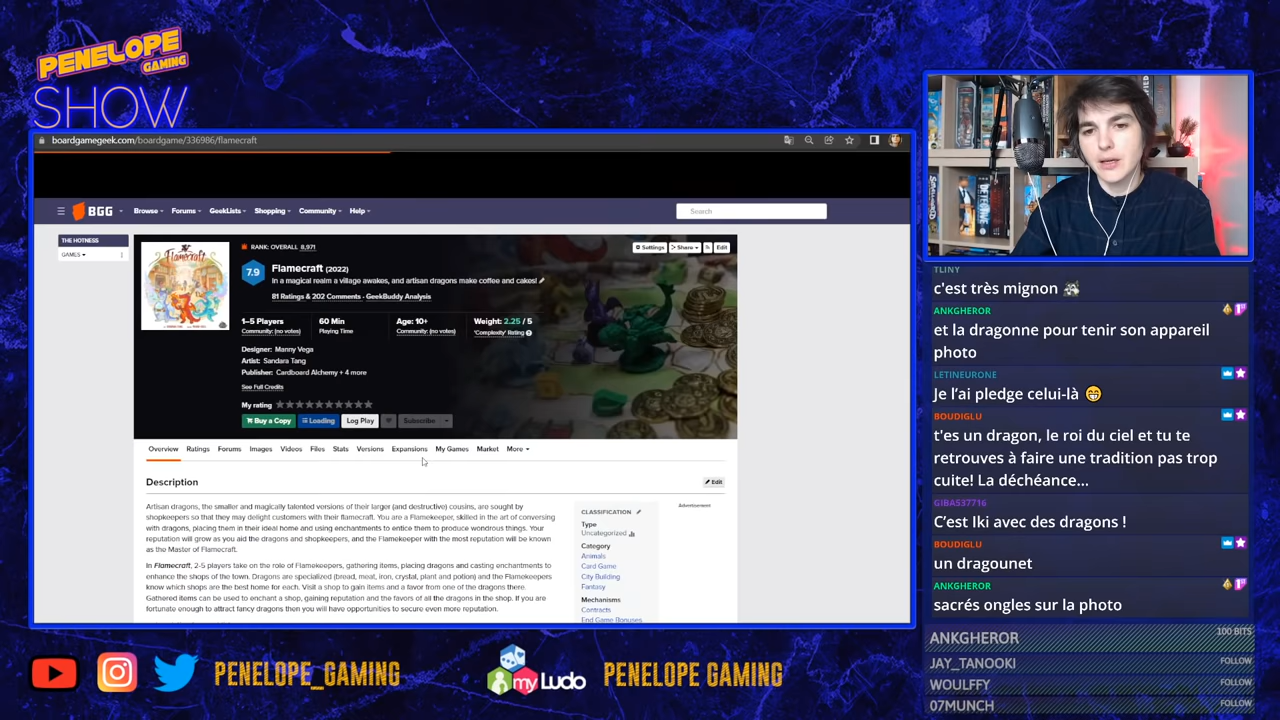 PENELOPE
GAMING
SHOW
boardgamegeek.com/boardgame/336986/flamecraft
BGG
Browse Forums GeekLists Shopping Community Help
Search
THE HOTNESS
GAMES
Flamecraft
RANK: OVERALL 8,971
Settings Share Edit
7.9
Flamecraft (2022)
In a magical realm a village awakes, and artisan dragons make coffee and cakes!
81 Ratings & 202 Comments · GeekBuddy Analysis
1–5 Players 60 Min Age: 10+ Weight: 2.25 / 5
Community: (no votes) Playing Time Community: (no votes) 'Complexity' Rating
Designer: Manny Vega
Artist: Sandara Tang
Publisher: Cardboard Alchemy + 4 more
See Full Credits
My rating
Buy a Copy Loading Log Play Subscribe
Overview Ratings Forums Images Videos Files Stats Versions Expansions My Games Market More
Description
Edit
Artisan dragons, the smaller and magically talented versions of their larger (and destructive) cousins, are sought by
shopkeepers so that they may delight customers with their flamecraft. You are a Flamekeeper, skilled in the art of conversing
with dragons, placing them in their ideal home and using enchantments to entice them to produce wondrous things. Your
reputation will grow as you aid the dragons and shopkeepers, and the Flamekeeper with the most reputation will be known
as the Master of Flamecraft.
In Flamecraft, 2-5 players take on the role of Flamekeepers, gathering items, placing dragons and casting enchantments to
enhance the shops of the town. Dragons are specialized (bread, meat, iron, crystal, plant and potion) and the Flamekeepers
know which shops are the best home for each. Visit a shop to gain items and a favor from one of the dragons there.
Gathered items can be used to enchant a shop, gaining reputation and the favors of all the dragons in the shop. If you are
fortunate enough to attract fancy dragons then you will have opportunities to secure even more reputation.
CLASSIFICATION
Type
Uncategorized
Category
Animals
Card Game
City Building
Fantasy
Mechanisms
Contracts
End Game Bonuses
Advertisement
TLINY
c'est très mignon
ANKGHEROR
et la dragonne pour tenir son appareil
photo
LETINEURONE
Je l'ai pledge celui-là 😁
BOUDIGLU
t'es un dragon, le roi du ciel et tu te
retrouves à faire une tradition pas trop
cuite! La déchéance...
GIBA537716
C'est Iki avec des dragons !
BOUDIGLU
un dragounet
ANKGHEROR
sacrés ongles sur la photo
ANKGHEROR 100 BITS
JAY_TANOOKI FOLLOW
WOULFFY FOLLOW
07MUNCH FOLLOW
PENELOPE_GAMING
myLudo
PENELOPE GAMING